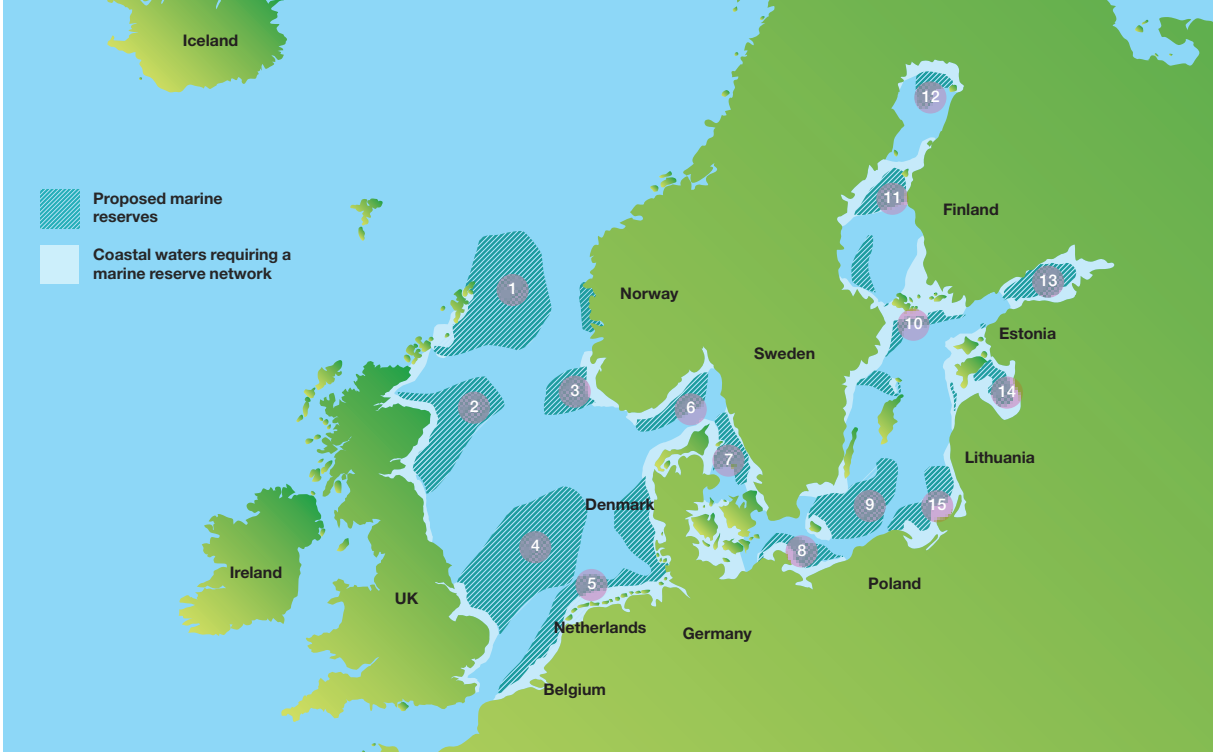 Iceland
12
Proposed marine
reserves
11
Finland
Coastal waters requiring a
marine reserve network
13
1
Norway
10
Estonia
Sweden
3
14
2
6
7
Lithuania
Denmark
9
15
4
8
Ireland
5
Poland
UK
Netherlands
Germany
Belgium